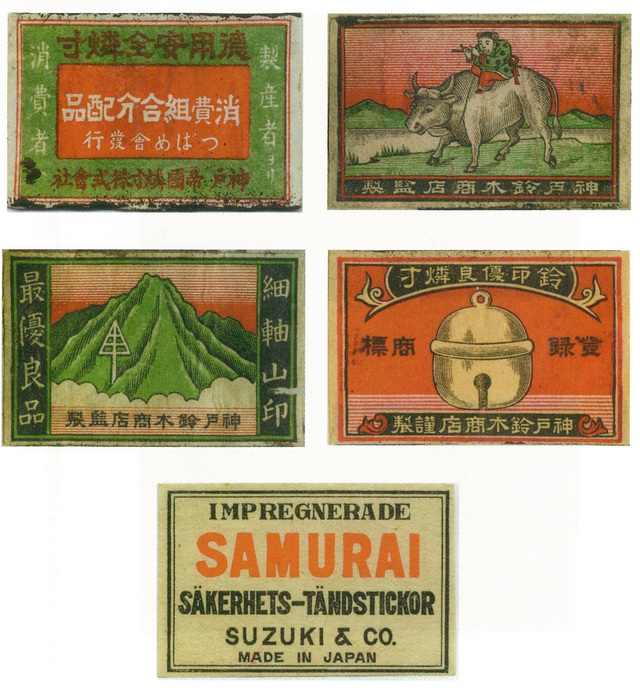 德用安全燐寸
製産者ヨリ
消費者
消費組合分配品
つばめ會發行
神戸帝國燐寸株式會社
神戸鈴木商店監製
細軸山印
最優良品
神戸鈴木商店監製
鈴印優良燐寸
登録商標
神戸鈴木商店謹製
IMPREGNERADE
SAMURAI
SÄKERHETS-TÄNDSTICKOR
SUZUKI & CO.
MADE IN JAPAN